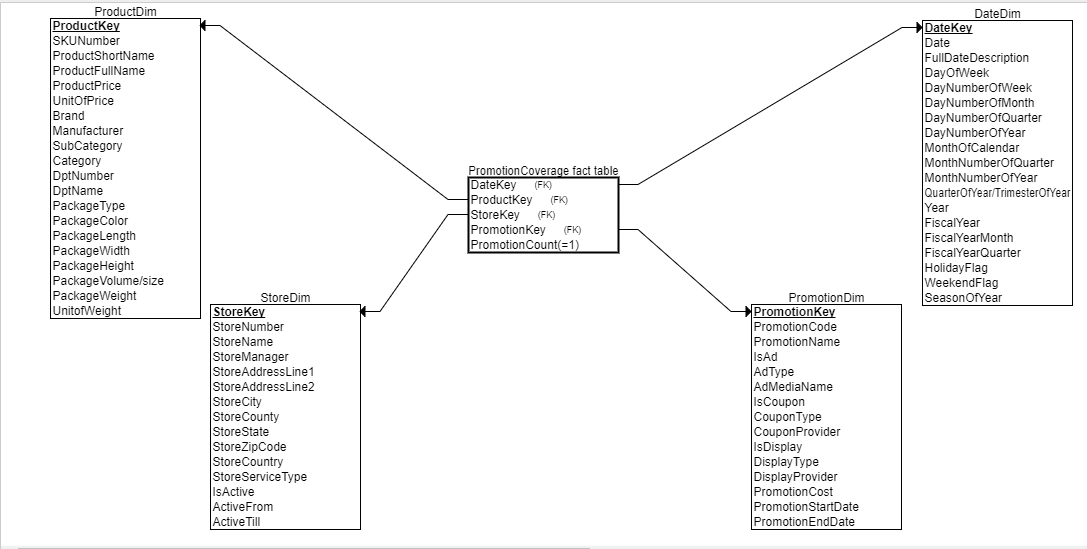 ProductDim
ProductKey
SKUNumber
ProductShortName
ProductFullName
ProductPrice
UnitOfPrice
Brand
Manufacturer
SubCategory
Category
DptNumber
DptName
PackageType
PackageColor
PackageLength
PackageWidth
PackageHeight
PackageVolume/size
PackageWeight
UnitofWeight
DateDim
DateKey
Date
FullDateDescription
DayOfWeek
DayNumberOfWeek
DayNumberOfMonth
DayNumberOfQuarter
DayNumberOfYear
MonthOfCalendar
MonthNumberOfQuarter
MonthNumberOfYear
QuarterOfYear/TrimesterOfYear
Year
FiscalYear
FiscalYearMonth
FiscalYearQuarter
HolidayFlag
WeekendFlag
SeasonOfYear
PromotionCoverage fact table
DateKey (FK)
ProductKey (FK)
StoreKey (FK)
PromotionKey (FK)
PromotionCount(=1)
StoreDim
StoreKey
StoreNumber
StoreName
StoreManager
StoreAddressLine1
StoreAddressLine2
StoreCity
StoreCounty
StoreState
StoreZipCode
StoreCountry
StoreServiceType
IsActive
ActiveFrom
ActiveTill
PromotionDim
PromotionKey
PromotionCode
PromotionName
IsAd
AdType
AdMediaName
IsCoupon
CouponType
CouponProvider
IsDisplay
DisplayType
DisplayProvider
PromotionCost
PromotionStartDate
PromotionEndDate